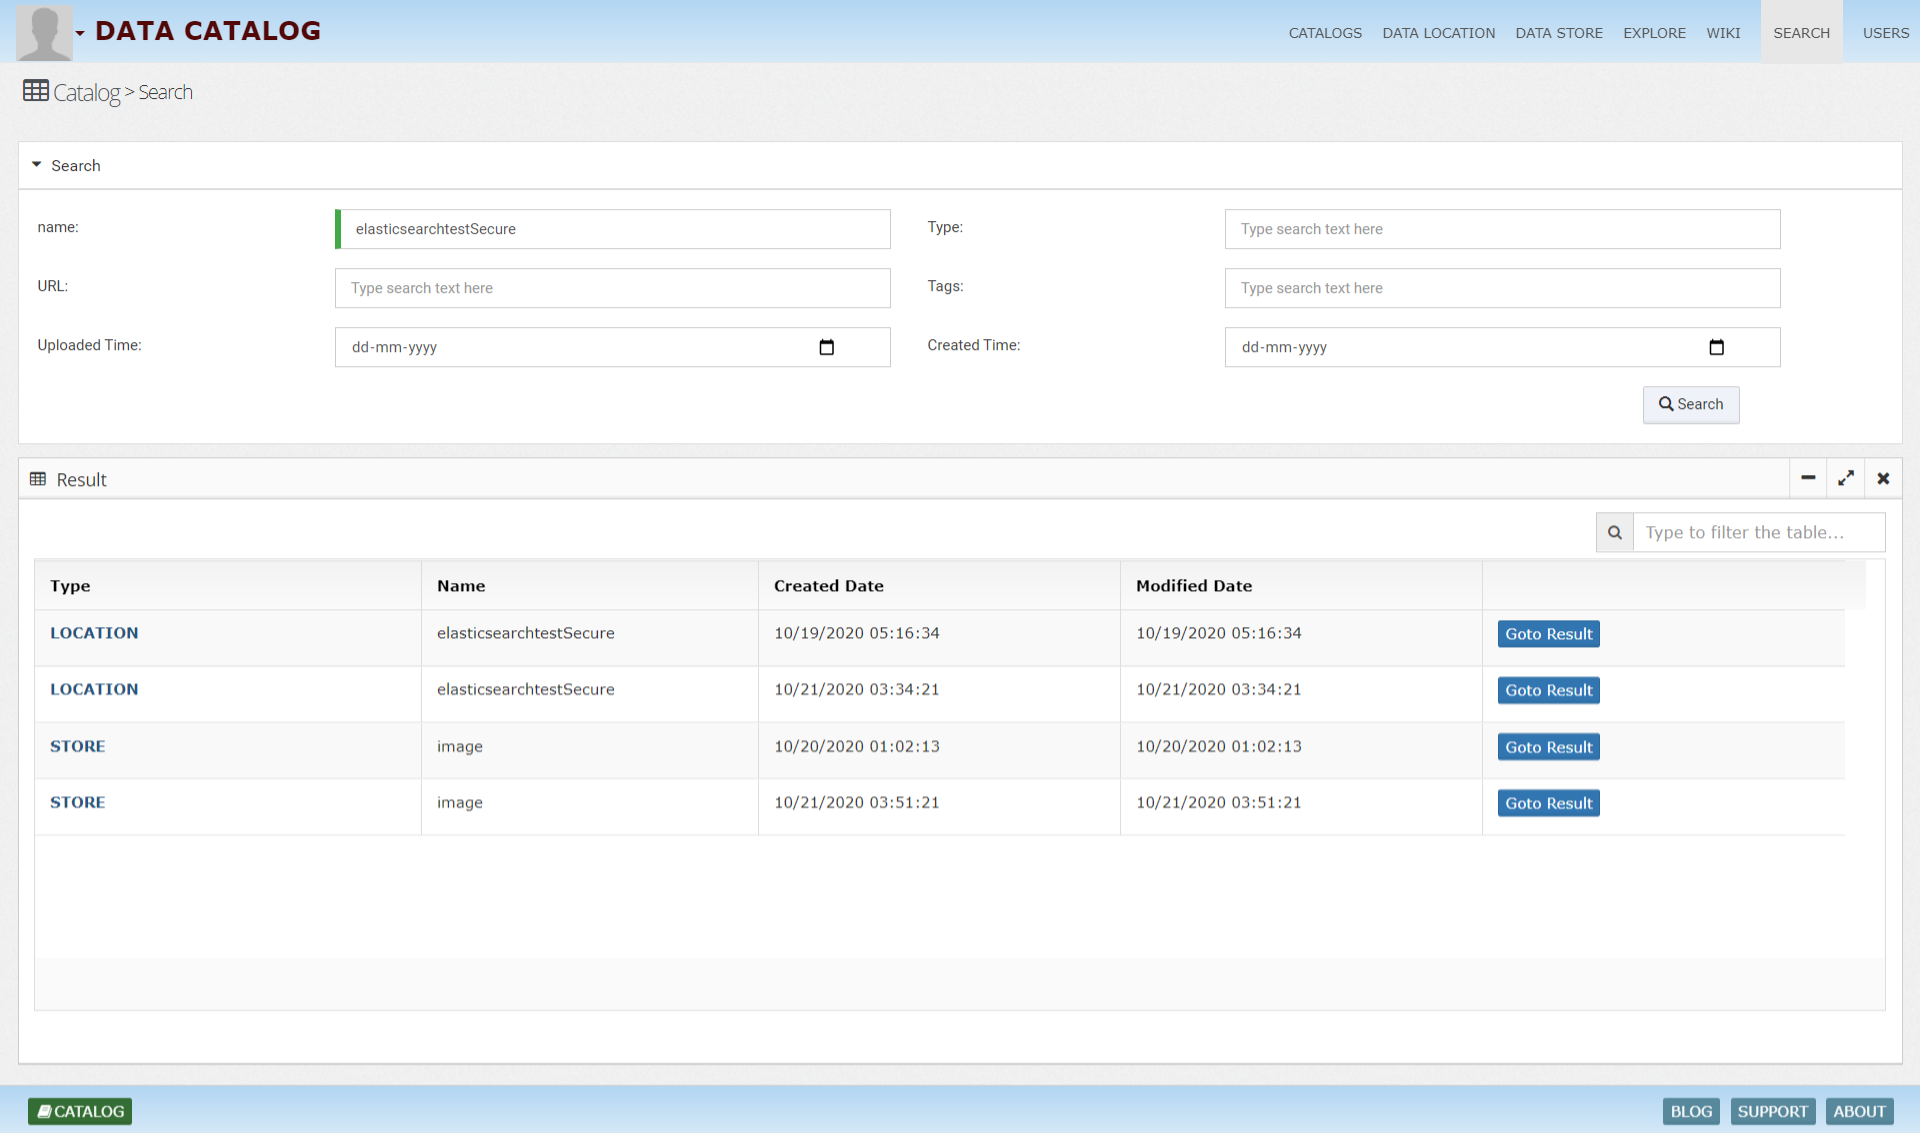 DATA CATALOG
CATALOGS DATA LOCATION DATA STORE EXPLORE WIKI SEARCH USERS
Catalog > Search
Search
name: elasticsearchtestSecure Type: Type search text here
URL: Type search text here Tags: Type search text here
Uploaded Time: dd-mm-yyyy Created Time: dd-mm-yyyy
Search
Result
Type to filter the table...
Type Name Created Date Modified Date
LOCATION elasticsearchtestSecure 10/19/2020 05:16:34 10/19/2020 05:16:34 Goto Result
LOCATION elasticsearchtestSecure 10/21/2020 03:34:21 10/21/2020 03:34:21 Goto Result
STORE image 10/20/2020 01:02:13 10/20/2020 01:02:13 Goto Result
STORE image 10/21/2020 03:51:21 10/21/2020 03:51:21 Goto Result
CATALOG BLOG SUPPORT ABOUT